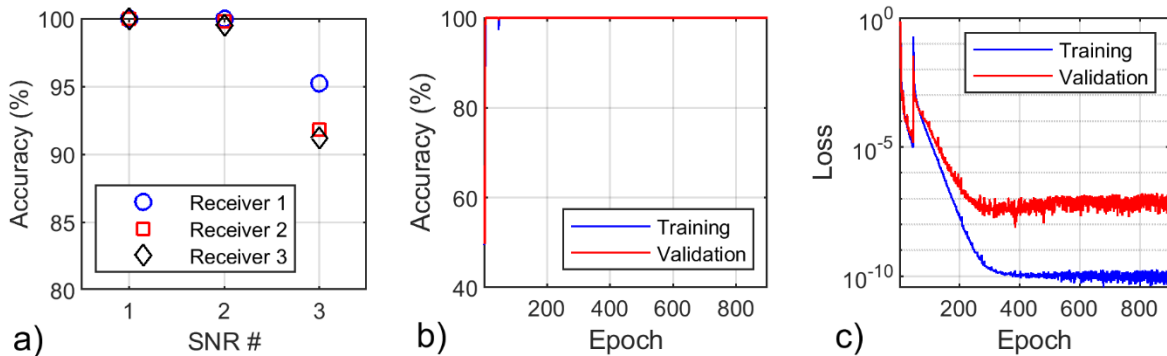 100
95
90
85
80
Accuracy (%)
Receiver 1
Receiver 2
Receiver 3
1 2 3
SNR #
a)
100
80
60
40
Accuracy (%)
Training
Validation
200 400 600 800
Epoch
b)
10^0
10^-5
10^-10
Loss
Training
Validation
200 400 600 800
Epoch
c)